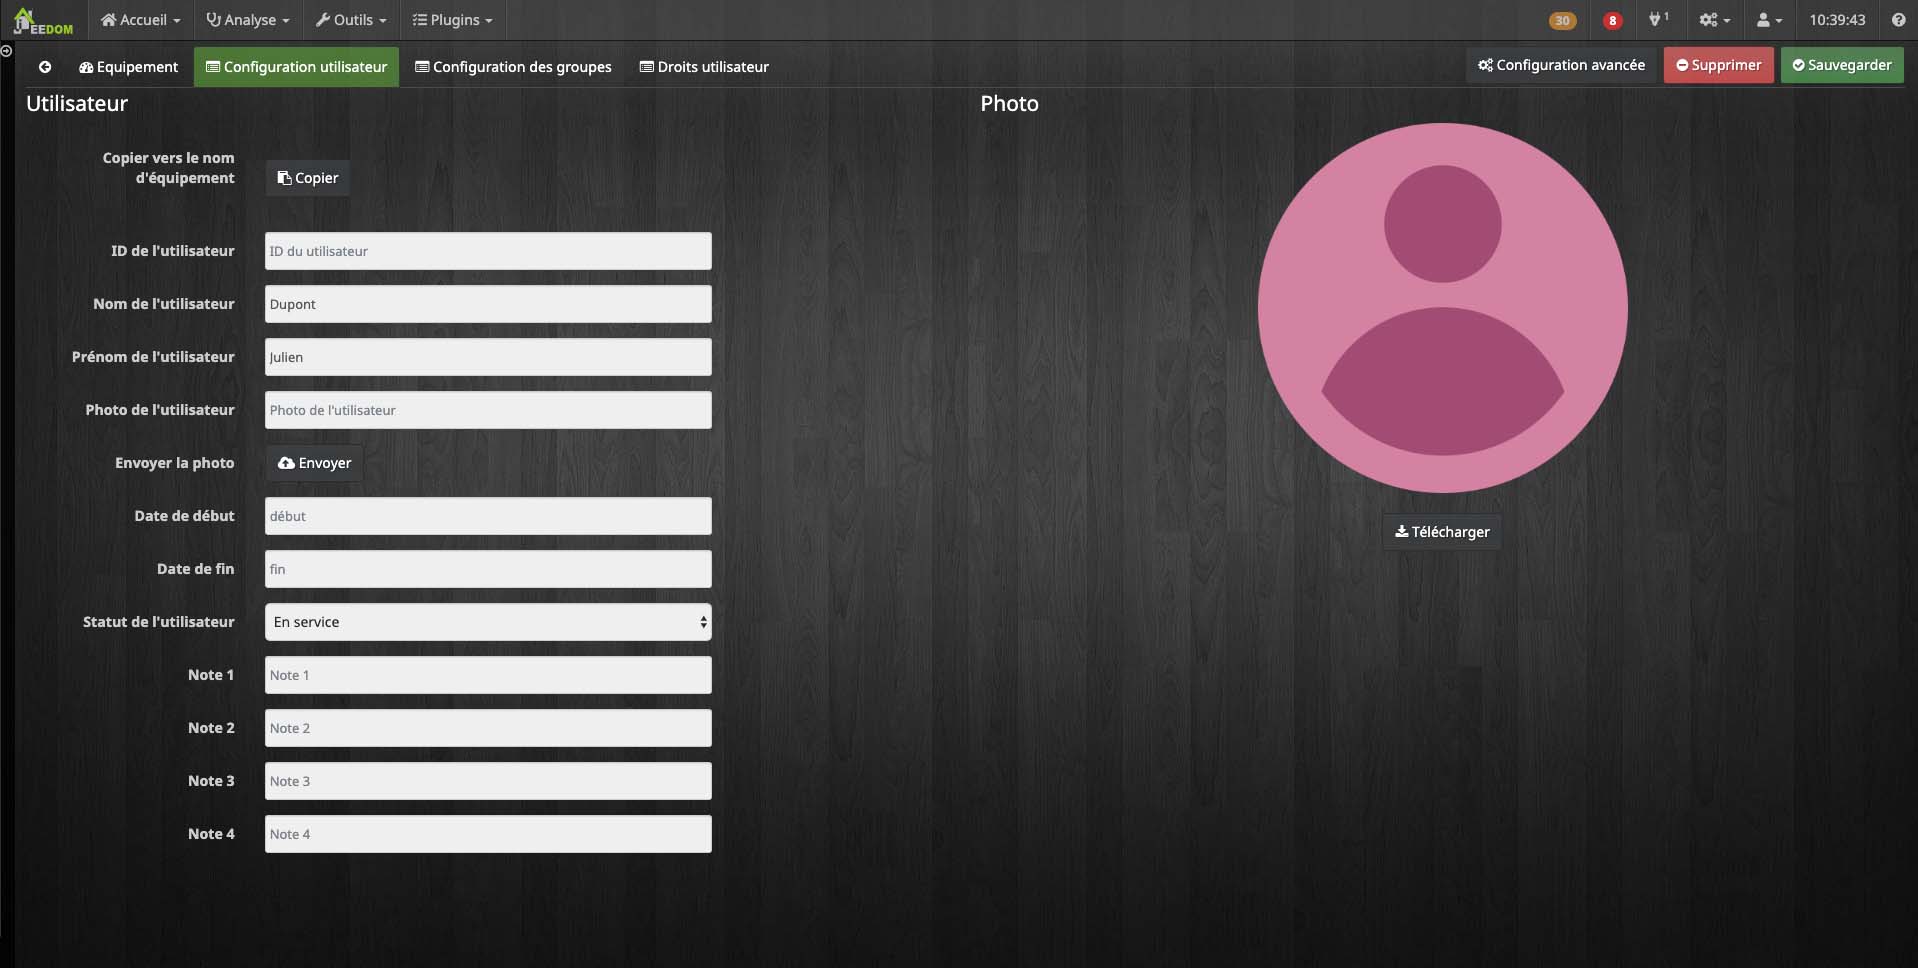 JEEDOM
Accueil
Analyse
Outils
Plugins
30
8
1
10:39:43
Equipement
Configuration utilisateur
Configuration des groupes
Droits utilisateur
Configuration avancée
Supprimer
Sauvegarder
Utilisateur
Photo
Copier vers le nom
d'équipement
Copier
ID de l'utilisateur
ID du utilisateur
Nom de l'utilisateur
Dupont
Prénom de l'utilisateur
Julien
Photo de l'utilisateur
Photo de l'utilisateur
Envoyer la photo
Envoyer
Télécharger
Date de début
début
Date de fin
fin
Statut de l'utilisateur
En service
Note 1
Note 1
Note 2
Note 2
Note 3
Note 3
Note 4
Note 4